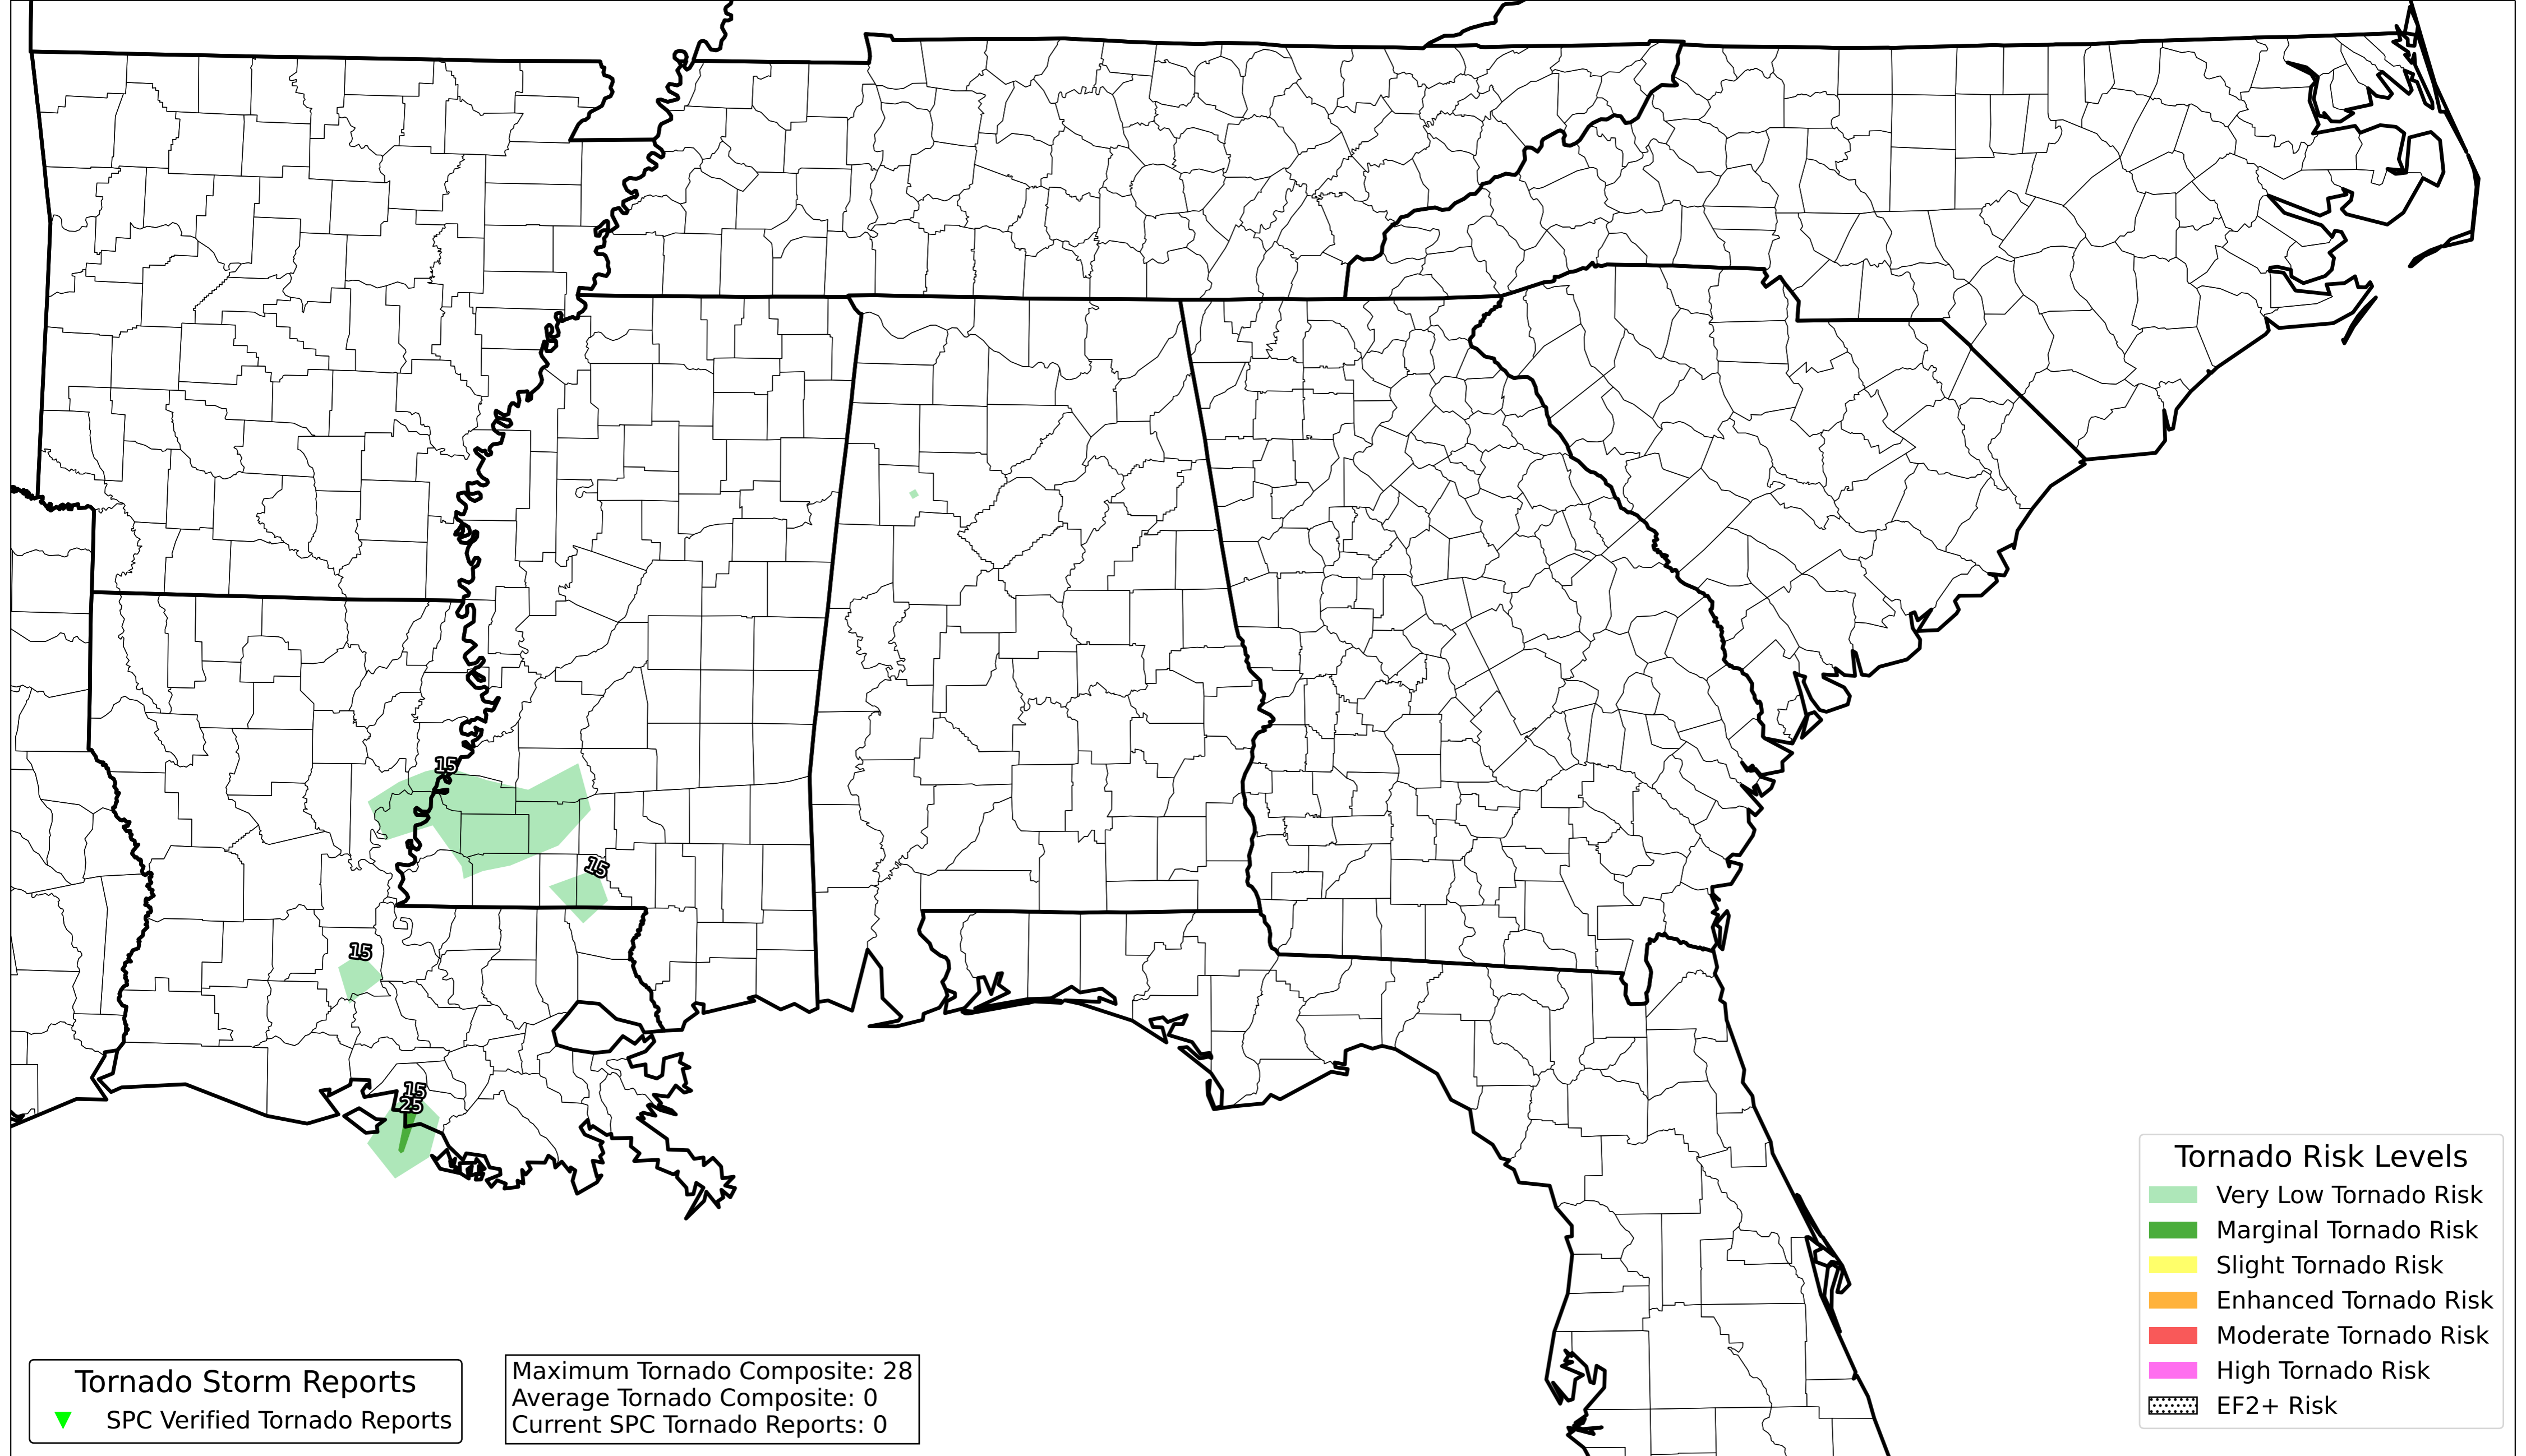 15
15
15
15
25
Tornado Risk Levels
Very Low Tornado Risk
Marginal Tornado Risk
Slight Tornado Risk
Enhanced Tornado Risk
Moderate Tornado Risk
High Tornado Risk
EF2+ Risk
Tornado Storm Reports
SPC Verified Tornado Reports
Maximum Tornado Composite: 28
Average Tornado Composite: 0
Current SPC Tornado Reports: 0